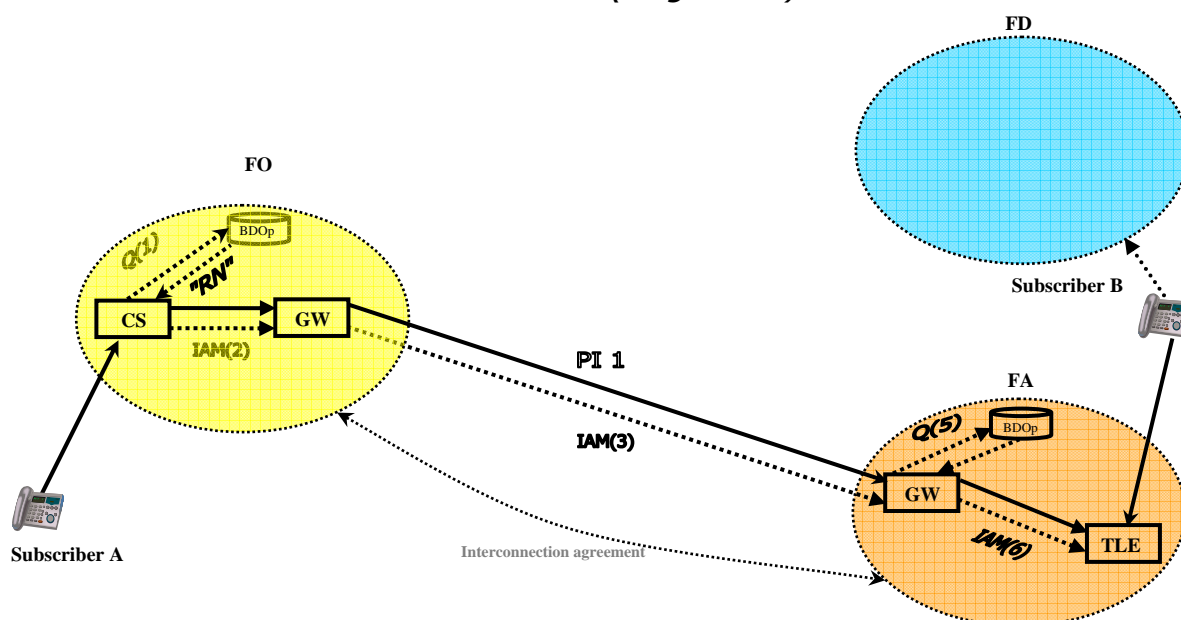 FD
FO
BDOp
Q(1)
"RN"
Subscriber B
CS
GW
IAM(2)
PI 1
FA
IAM(3)
Q(5)
BDOp
GW
Subscriber A
Interconnection agreement
IAM(6)
TLE